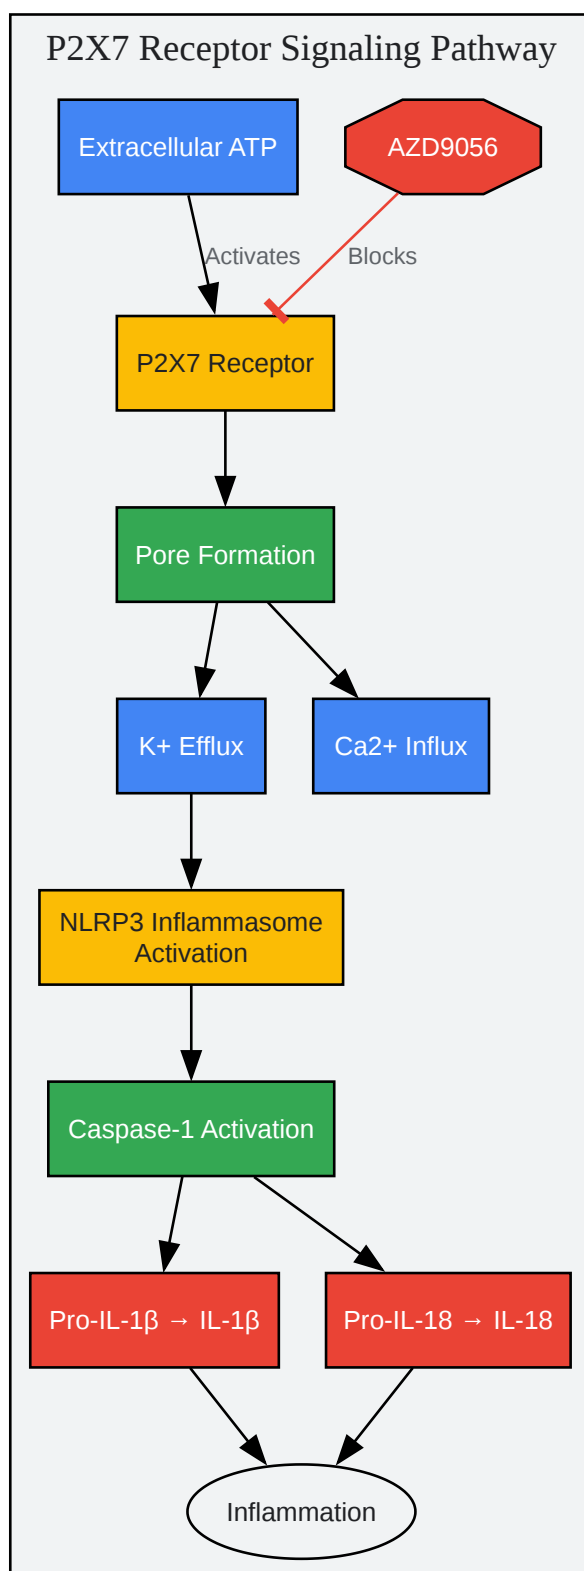 P2X7 Receptor Signaling Pathway
Extracellular ATP
AZD9056
Activates
Blocks
P2X7 Receptor
Pore Formation
K+ Efflux
Ca2+ Influx
NLRP3 Inflammasome
Activation
Caspase-1 Activation
Pro-IL-1β → IL-1β
Pro-IL-18 → IL-18
Inflammation